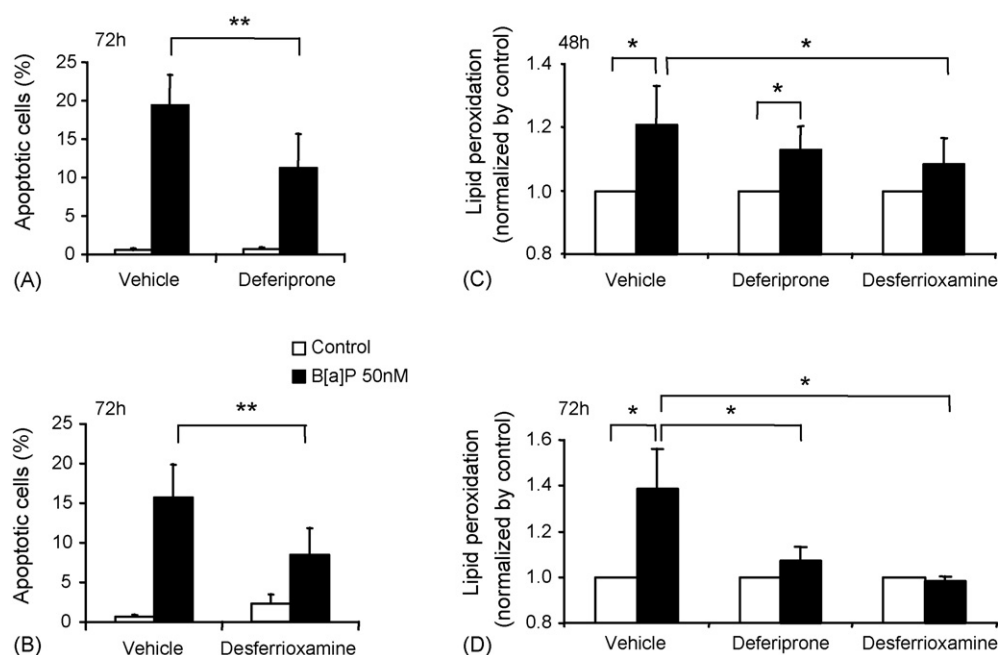 72h
**
Apoptotic cells (%)
25
20
15
10
5
0
Vehicle
Deferiprone
(A)
48h
*
*
*
Lipid peroxidation
(normalized by control)
1.4
1.2
1.0
0.8
Vehicle
Deferiprone
Desferrioxamine
(C)
Control
B[a]P 50nM
72h
**
Apoptotic cells (%)
25
20
15
10
5
0
Vehicle
Desferrioxamine
(B)
72h
*
*
*
Lipid peroxidation
(normalized by control)
1.6
1.4
1.2
1.0
0.8
Vehicle
Deferiprone
Desferrioxamine
(D)